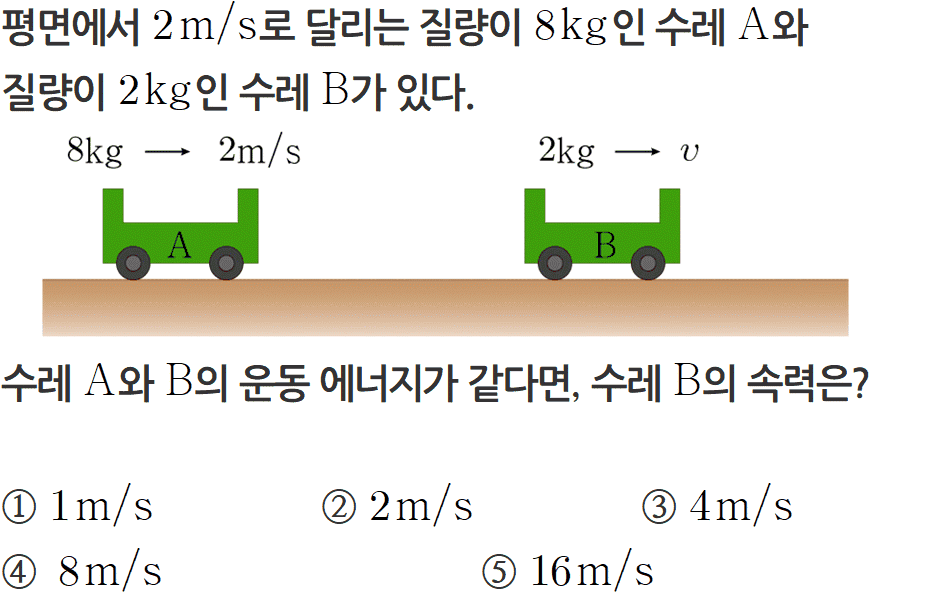 평면에서 2m/s로 달리는 질량이 8kg인 수레 A와
질량이 2kg인 수레 B가 있다.
8kg → 2m/s 2kg → v
A B
수레 A와 B의 운동 에너지가 같다면, 수레 B의 속력은?
① 1m/s ② 2m/s ③ 4m/s
④ 8m/s ⑤ 16m/s